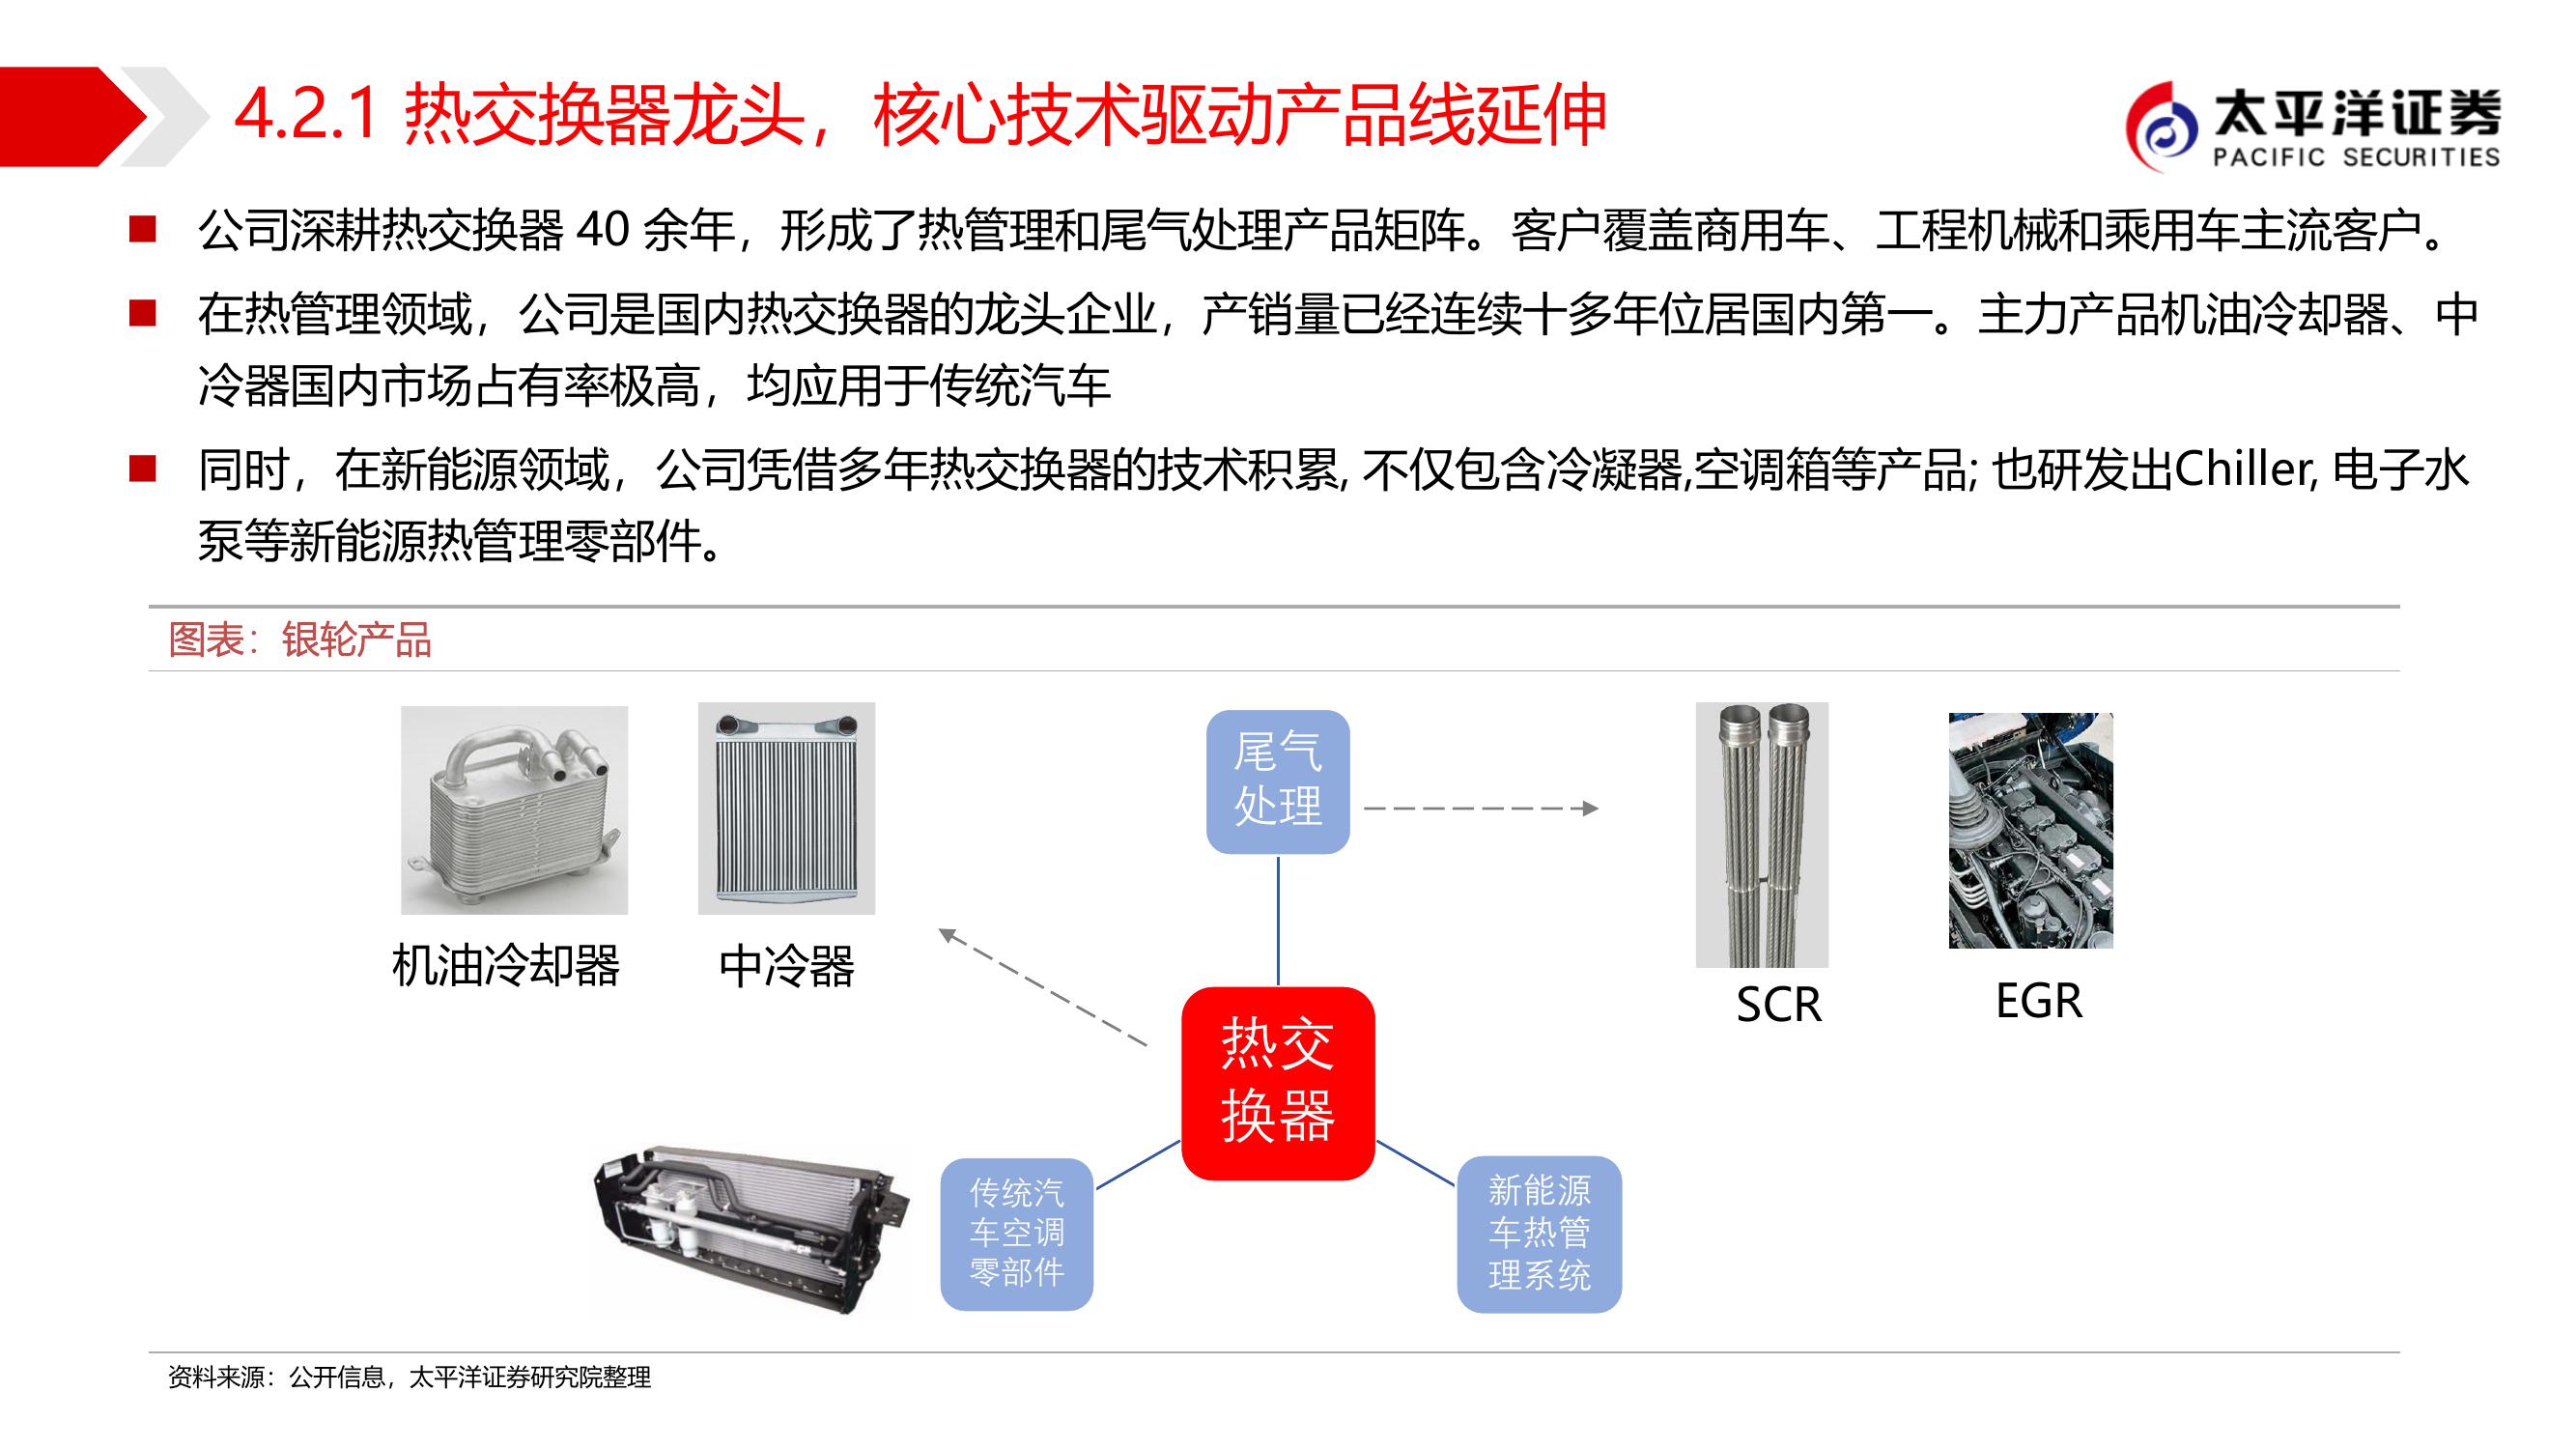 4.2.1 热交换器龙头，核心技术驱动产品线延伸
太平洋证券
PACIFIC SECURITIES
公司深耕热交换器 40 余年，形成了热管理和尾气处理产品矩阵。客户覆盖商用车、工程机械和乘用车主流客户。
在热管理领域，公司是国内热交换器的龙头企业，产销量已经连续十多年位居国内第一。主力产品机油冷却器、中
冷器国内市场占有率极高，均应用于传统汽车
同时，在新能源领域，公司凭借多年热交换器的技术积累, 不仅包含冷凝器,空调箱等产品; 也研发出Chiller, 电子水
泵等新能源热管理零部件。
图表：银轮产品
尾气
处理
机油冷却器
中冷器
SCR
EGR
热交
换器
传统汽
车空调
零部件
新能源
车热管
理系统
资料来源：公开信息，太平洋证券研究院整理